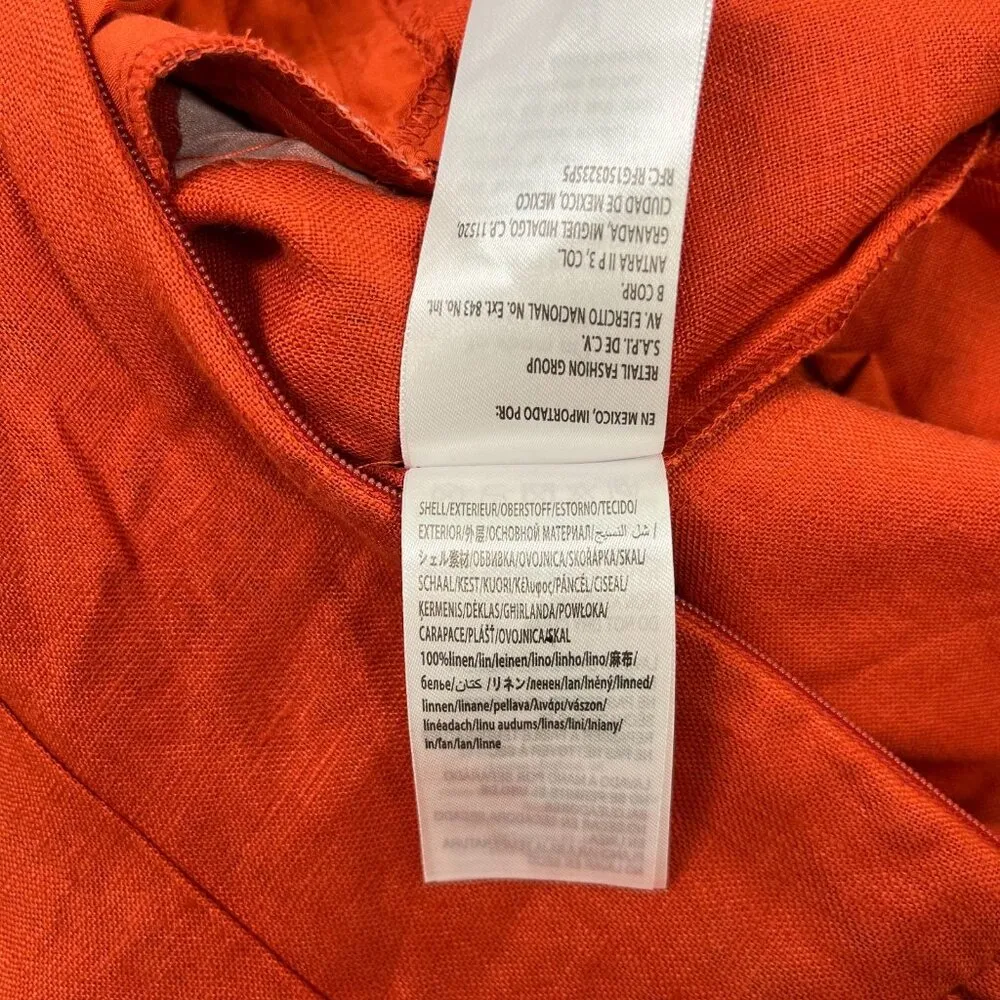 EN MEXICO, IMPORTADO POR:
RETAIL FASHION GROUP
S.A.P.I. DE C.V.
AV. EJERCITO NACIONAL No. Ext. 843 No. Int.
B CORP.
ANTARA II P 3, COL.
GRANADA, MIGUEL HIDALGO, C.P. 11520,
CIUDAD DE MEXICO, MEXICO
RFC: RFG150323SP5
SHELL/EXTERIEUR/OBERSTOFF/ESTORNO/TECIDO/
EXTERIOR/外层/ОСНОВНОЙ МАТЕРИАЛ/شل النسيج/
シェル素材/ОБВИВКА/OVOJNICA/SKOŘÁPKA/SKAL/
SCHAAL/KEST/KUORI/Κέλυφος/PÁNCÉL/CISEAL/
ĶERMENIS/DĖKLAS/GHIRLANDA/POWŁOKA/
CARAPACE/PLÁŠŤ/OVOJNICA/SKAL
100%linen/lin/leinen/lino/linho/lino/麻布/
белье/كتان/リネン/ленен/lan/lněný/linned/
linnen/linane/pellava/λινάρι/vászon/
línéadach/linu audums/linas/lini/lniany/
in/ľan/lan/linne